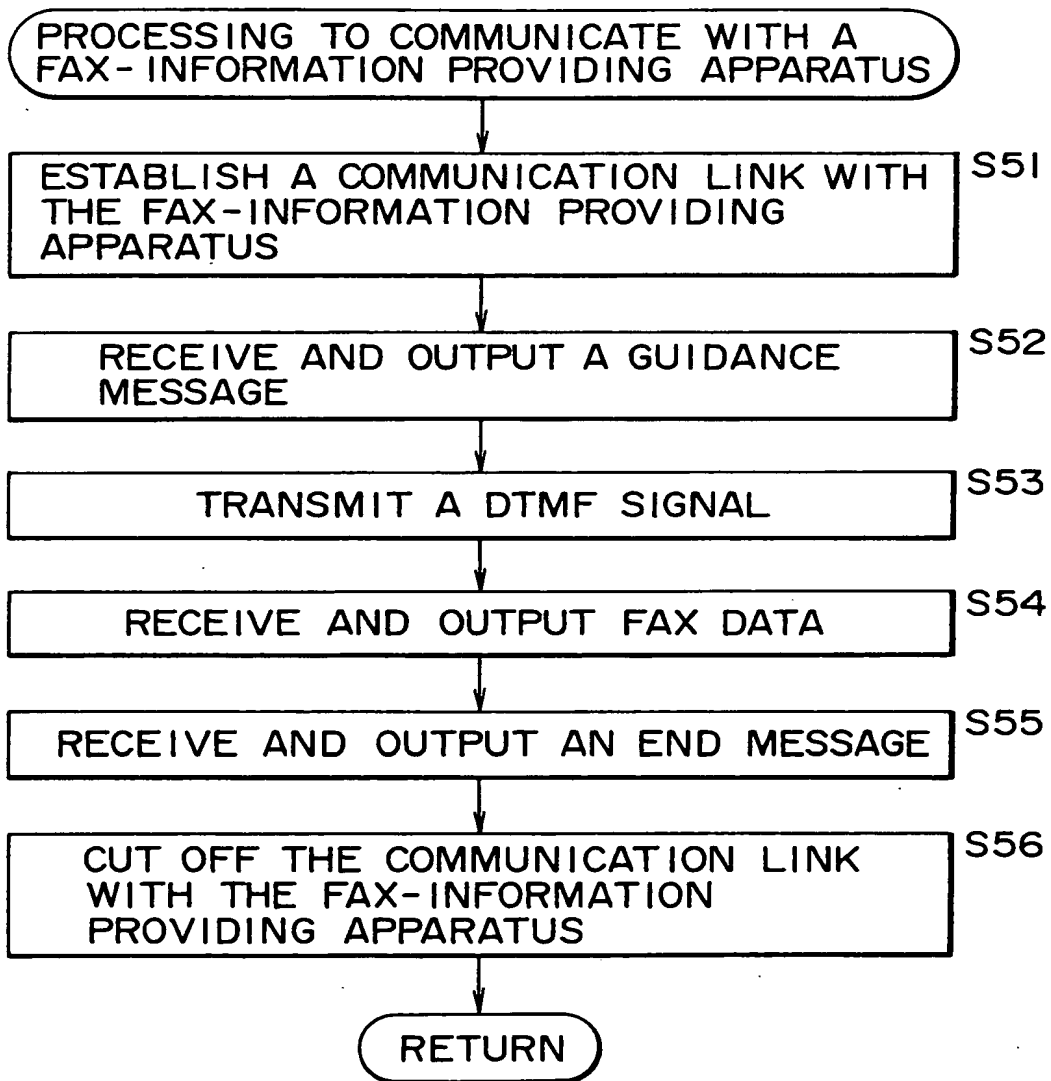 PROCESSING TO COMMUNICATE WITH A
FAX-INFORMATION PROVIDING APPARATUS
S51
ESTABLISH A COMMUNICATION LINK WITH
THE FAX-INFORMATION PROVIDING
APPARATUS
S52
RECEIVE AND OUTPUT A GUIDANCE
MESSAGE
S53
TRANSMIT A DTMF SIGNAL
S54
RECEIVE AND OUTPUT FAX DATA
S55
RECEIVE AND OUTPUT AN END MESSAGE
S56
CUT OFF THE COMMUNICATION LINK
WITH THE FAX-INFORMATION
PROVIDING APPARATUS
RETURN